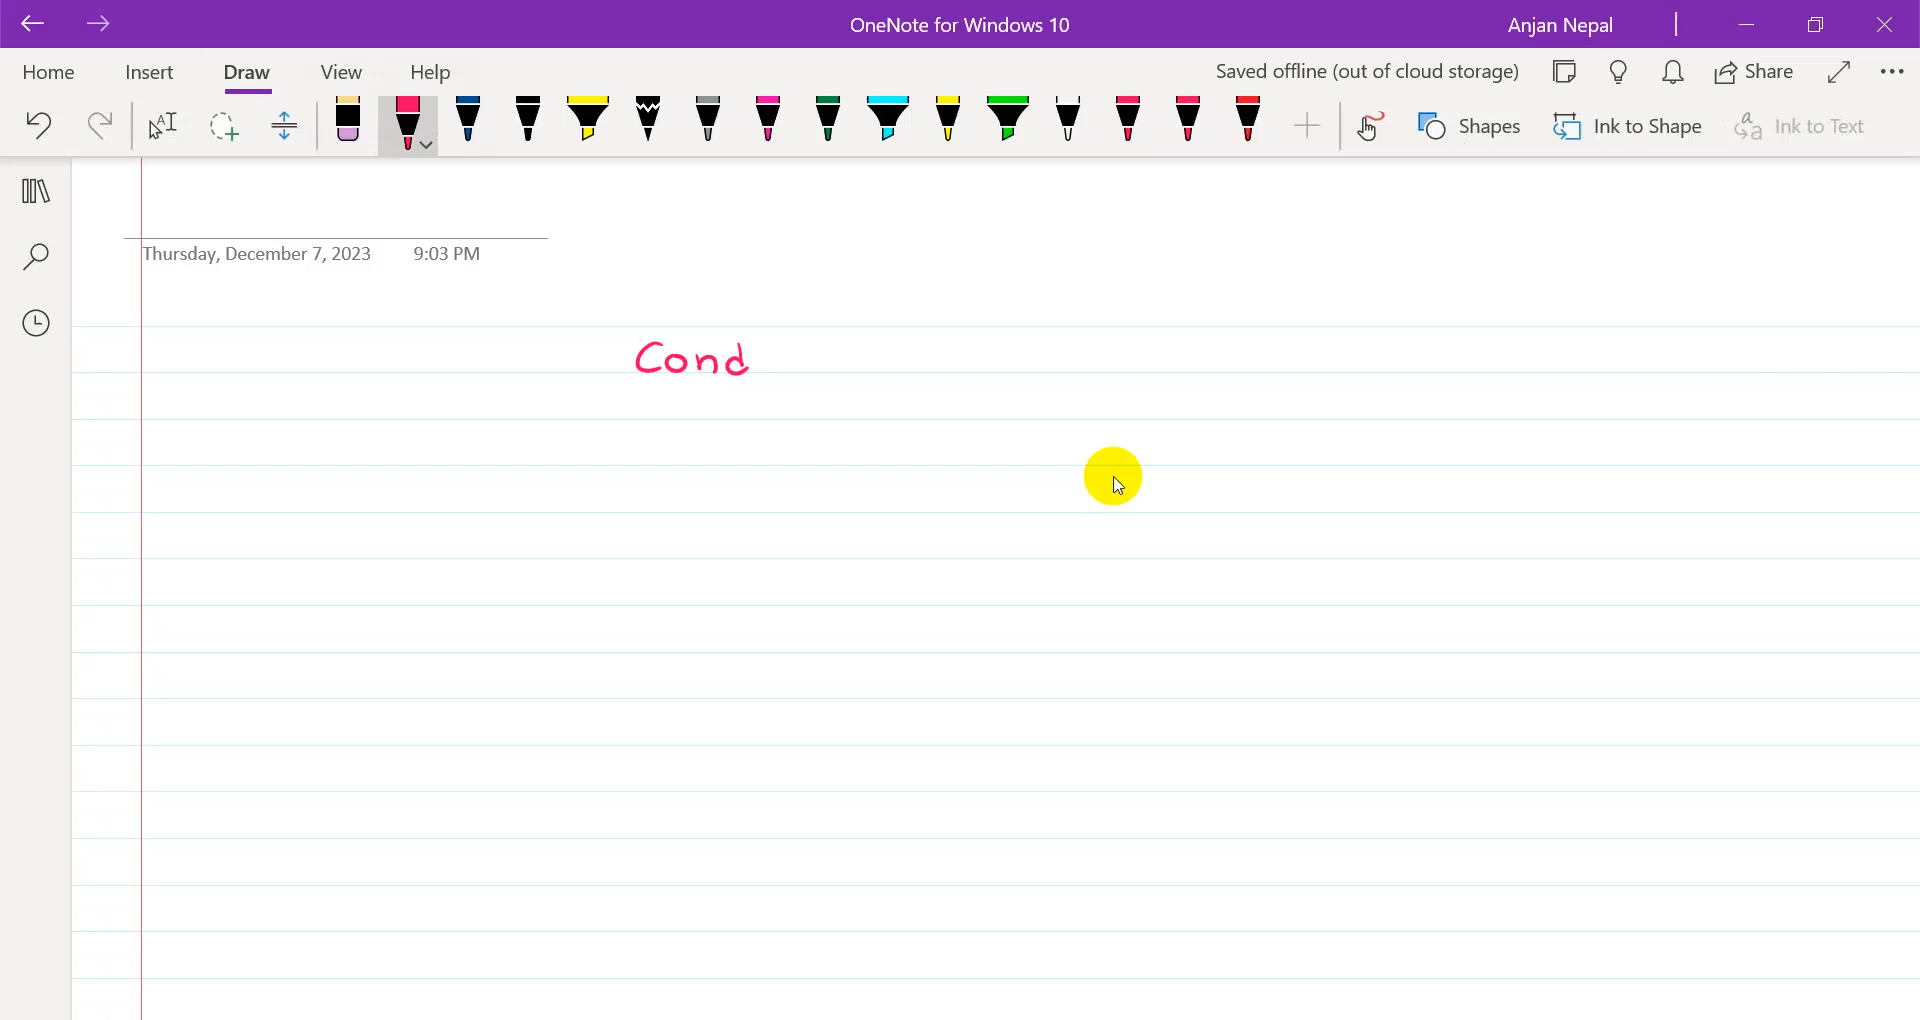 OneNote for Windows 10
Anjan Nepal
Home Insert Draw View Help
Saved offline (out of cloud storage) Share
Shapes Ink to Shape Ink to Text
Thursday, December 7, 2023 9:03 PM
Cond